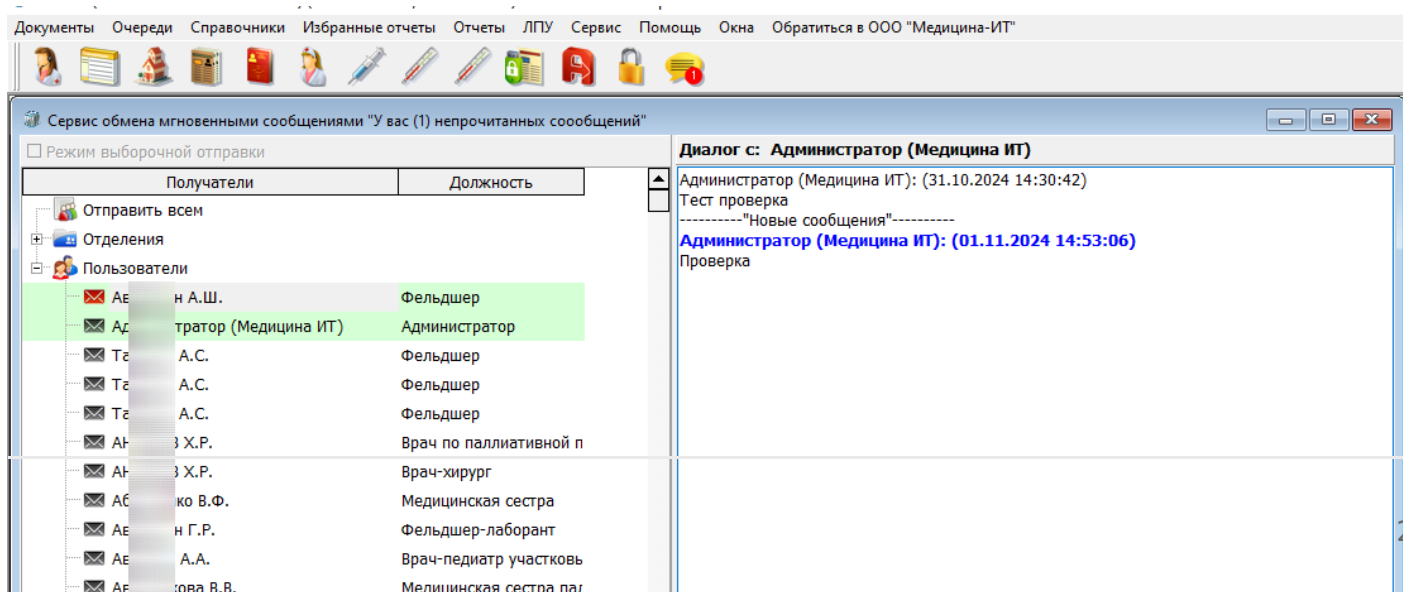 Документы Очереди Справочники Избранные отчеты Отчеты ЛПУ Сервис Помощь Окна Обратиться в ООО "Медицина-ИТ"
1
Сервис обмена мгновенными сообщениями "У вас (1) непрочитанных соообщений"
Режим выборочной отправки
Диалог с: Администратор (Медицина ИТ)
Получатели Должность
Администратор (Медицина ИТ): (31.10.2024 14:30:42)
Тест проверка
----------"Новые сообщения"----------
Администратор (Медицина ИТ): (01.11.2024 14:53:06)
Проверка
Отправить всем
Отделения
Пользователи
А.Ш. Фельдшер
(Медицина ИТ) Администратор
А.С. Фельдшер
А.С. Фельдшер
А.С. Фельдшер
Х.Р. Врач по паллиативной п
Х.Р. Врач-хирург
В.Ф. Медицинская сестра
Г.Р. Фельдшер-лаборант
А.А. Врач-педиатр участковь
В.В. Медицинская сестра пал